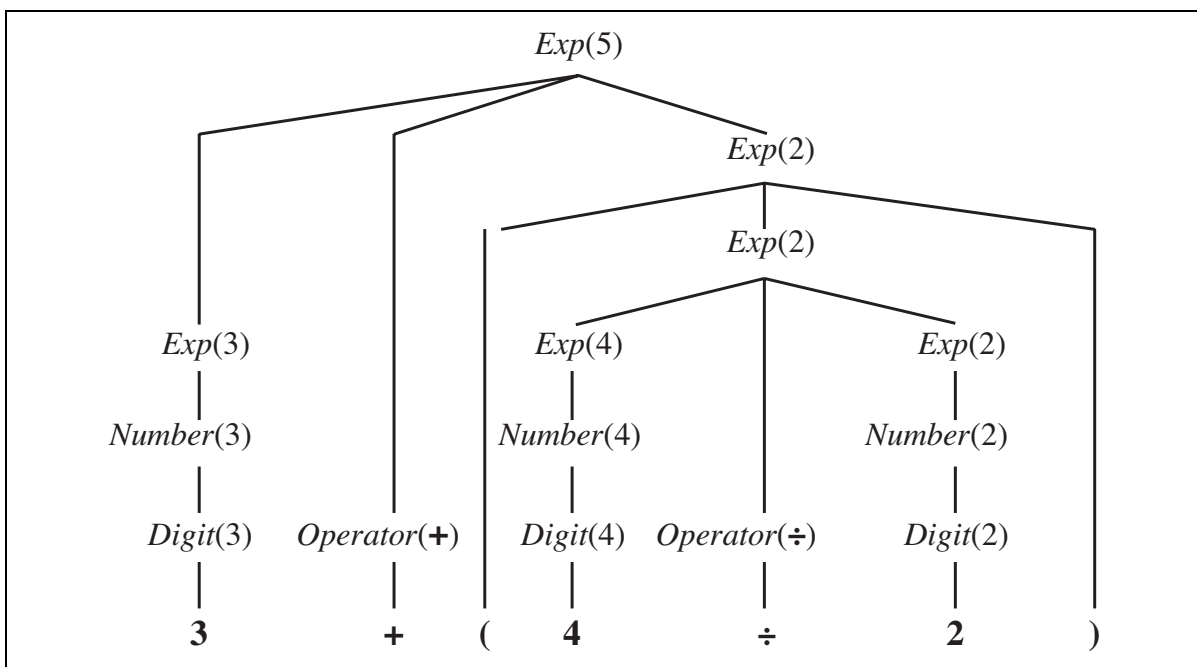 Exp(5)
Exp(2)
Exp(2)
Exp(3) Exp(4) Exp(2)
Number(3) Number(4) Number(2)
Digit(3) Operator(+) Digit(4) Operator(÷) Digit(2)
3 + ( 4 ÷ 2 )